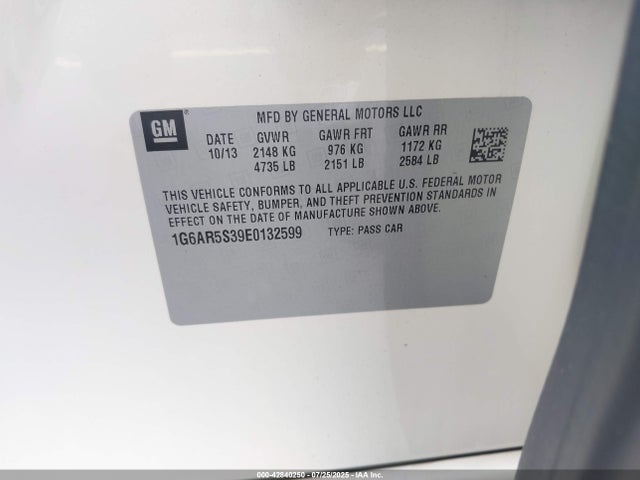 GM
MFD BY GENERAL MOTORS LLC
DATE GVWR GAWR FRT GAWR RR
10/13 2148 KG 976 KG 1172 KG
4735 LB 2151 LB 2584 LB
THIS VEHICLE CONFORMS TO ALL APPLICABLE U.S. FEDERAL MOTOR
VEHICLE SAFETY, BUMPER, AND THEFT PREVENTION STANDARDS IN
EFFECT ON THE DATE OF MANUFACTURE SHOWN ABOVE.
1G6AR5S39E0132599 TYPE: PASS CAR
000-42840250 - 07/25/2025 - IAA Inc.